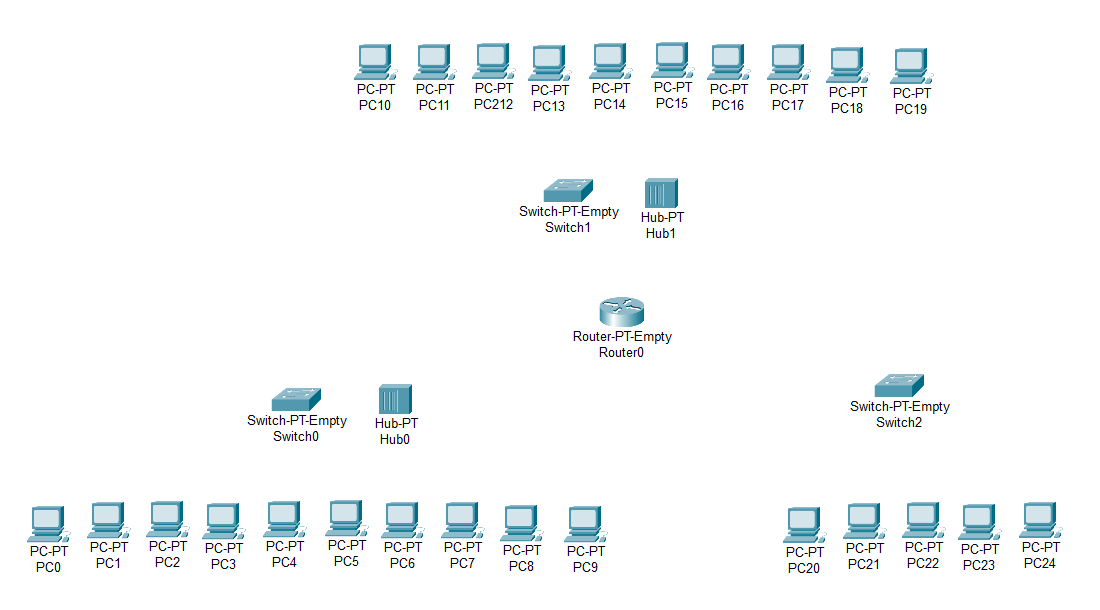 PC-PT PC-PT PC-PT PC-PT PC-PT PC-PT PC-PT PC-PT PC-PT PC-PT
PC10 PC11 PC212 PC13 PC14 PC15 PC16 PC17 PC18 PC19
Switch-PT-Empty Hub-PT
Switch1 Hub1
Router-PT-Empty
Router0
Switch-PT-Empty Hub-PT Switch-PT-Empty
Switch0 Hub0 Switch2
PC-PT PC-PT PC-PT PC-PT PC-PT PC-PT PC-PT PC-PT PC-PT PC-PT PC-PT PC-PT PC-PT PC-PT PC-PT
PC0 PC1 PC2 PC3 PC4 PC5 PC6 PC7 PC8 PC9 PC20 PC21 PC22 PC23 PC24